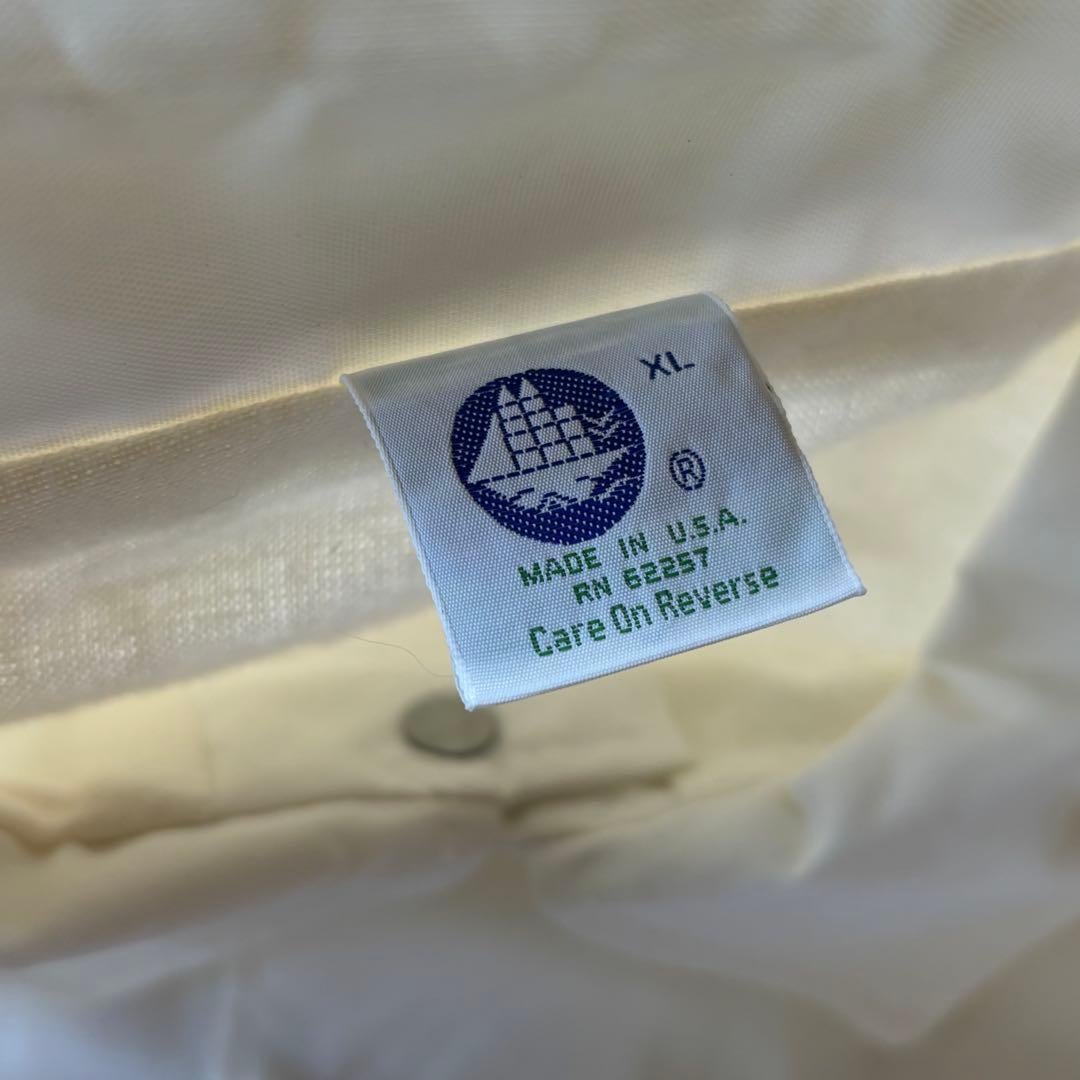 XL
®
MADE IN U.S.A.
RN 62257
Care On Reverse